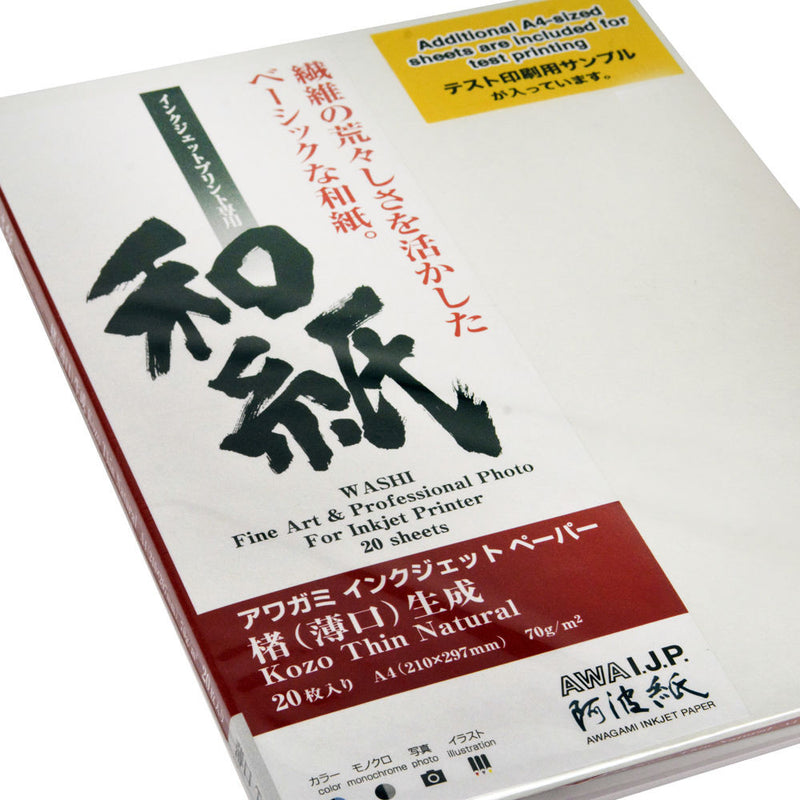 Additional A4-sized
sheets are included for
test printing
テスト印刷用サンプル
が入っています。
繊維の荒々しさを活かした
ベーシックな和紙。
インクジェットプリント専用
和紙
WASHI
Fine Art & Professional Photo
For Inkjet Printer
20 sheets
アワガミ インクジェット ペーパー
楮(薄口)生成
Kozo Thin Natural
20枚入り A4(210×297mm) 70g/m²
AWA I.J.P.
阿波紙
AWAGAMI INKJET PAPER
カラー モノクロ 写真 イラスト
color monochrome photo illustration